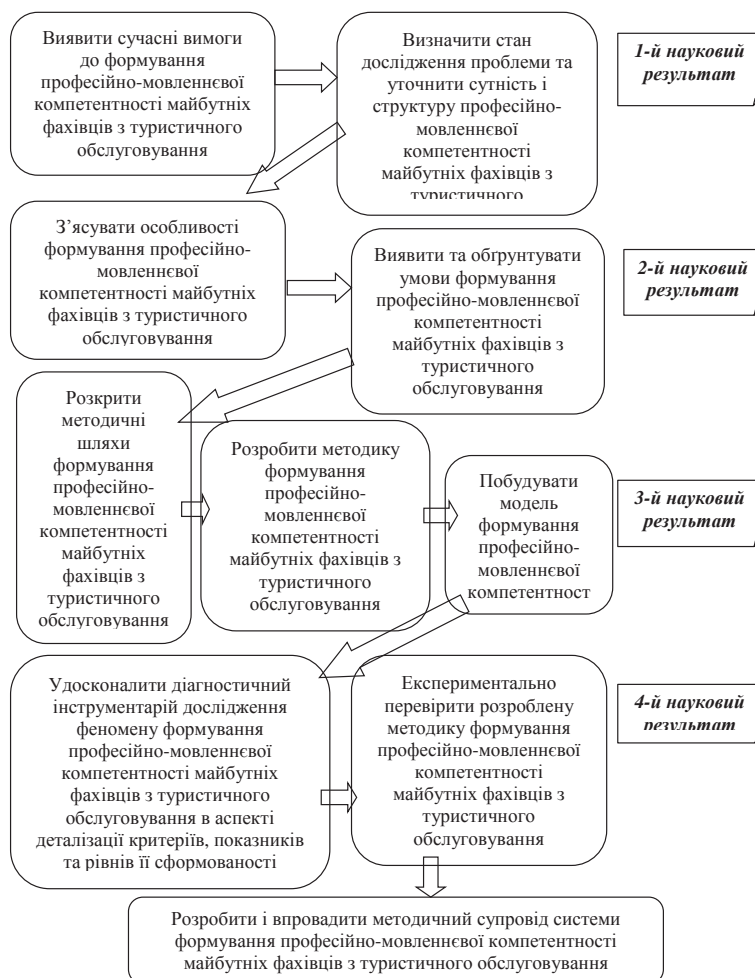 Виявити сучасні вимоги
до формування
професійно-мовленнєвої
компетентності майбутніх
фахівців з туристичного
обслуговування
Визначити стан
дослідження проблеми та
уточнити сутність і
структуру професійно-
мовленнєвої
компетентності
майбутніх фахівців з
туристичного
1-й науковий
результат
З’ясувати особливості
формування професійно-
мовленнєвої
компетентності майбутніх
фахівців з туристичного
обслуговування
Виявити та обґрунтувати
умови формування
професійно-мовленнєвої
компетентності
майбутніх фахівців з
туристичного
обслуговування
2-й науковий
результат
Розкрити
методичні
шляхи
формування
професійно-
мовленнєвої
компетентності
майбутніх
фахівців з
туристичного
обслуговування
Розробити методику
формування
професійно-
мовленнєвої
компетентності
майбутніх фахівців з
туристичного
обслуговування
Побудувати
модель
формування
професійно-
мовленнєвої
компетентност
3-й науковий
результат
Удосконалити діагностичний
інструментарій дослідження
феномену формування
професійно-мовленнєвої
компетентності майбутніх
фахівців з туристичного
обслуговування в аспекті
деталізації критеріїв, показників
та рівнів її сформованості
Експериментально
перевірити розроблену
методику формування
професійно-мовленнєвої
компетентності
майбутніх фахівців з
туристичного
обслуговування
4-й науковий
результат
Розробити і впровадити методичний супровід системи
формування професійно-мовленнєвої компетентності
майбутніх фахівців з туристичного обслуговування